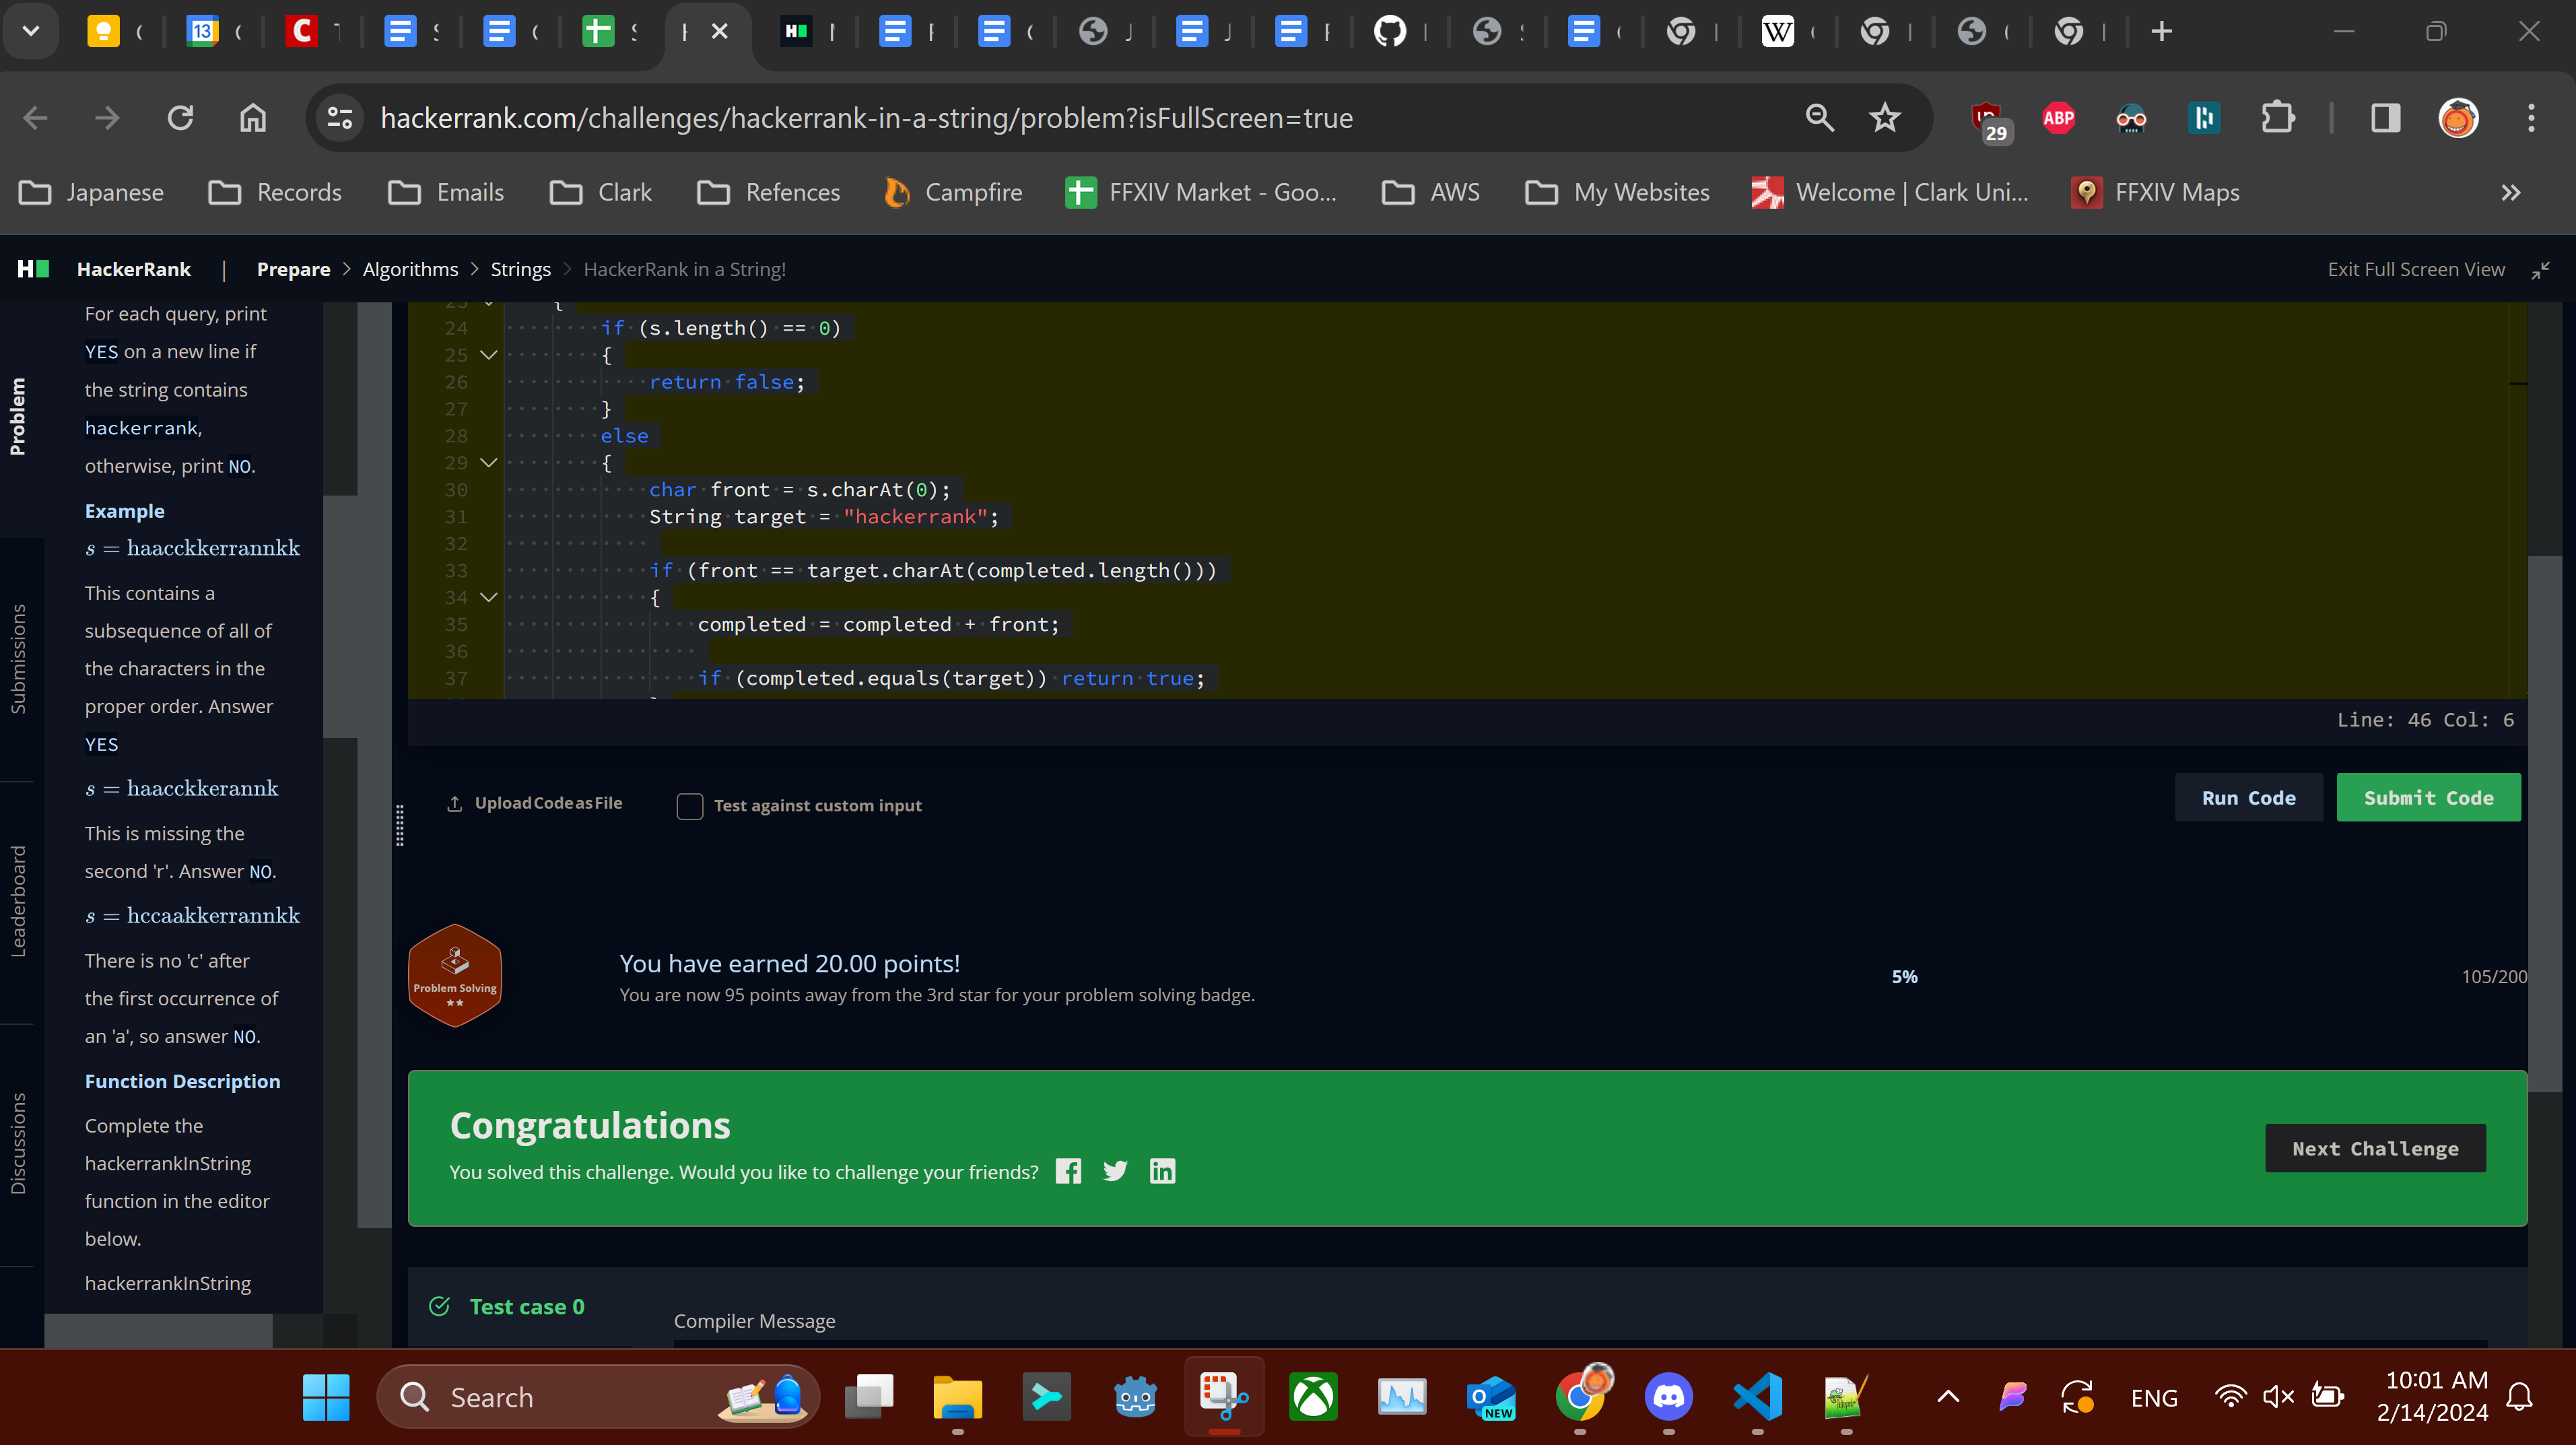 hackerrank.com/challenges/hackerrank-in-a-string/problem?isFullScreen=true
29
ABP
Japanese
Records
Emails
Clark
Refences
Campfire
FFXIV Market - Goo...
AWS
My Websites
Welcome | Clark Uni...
FFXIV Maps
HackerRank | Prepare > Algorithms > Strings > HackerRank in a String!
Exit Full Screen View
Problem
Submissions
Leaderboard
Discussions
For each query, print
YES on a new line if
the string contains
hackerrank,
otherwise, print NO.
Example
s = haacckkerrannkk
This contains a
subsequence of all of
the characters in the
proper order. Answer
YES
s = haacckkerannk
This is missing the
second 'r'. Answer NO.
s = hccaakkerrannkk
There is no 'c' after
the first occurrence of
an 'a', so answer NO.
Function Description
Complete the
hackerrankInString
function in the editor
below.
hackerrankInString
23 {
24 if (s.length() == 0)
25 {
26 return false;
27 }
28 else
29 {
30 char front = s.charAt(0);
31 String target = "hackerrank";
32
33 if (front == target.charAt(completed.length()))
34 {
35 completed = completed + front;
36
37 if (completed.equals(target)) return true;
Line: 46 Col: 6
Upload Code as File
Test against custom input
Run Code
Submit Code
Problem Solving
You have earned 20.00 points!
You are now 95 points away from the 3rd star for your problem solving badge.
5%
105/200
Congratulations
You solved this challenge. Would you like to challenge your friends?
Next Challenge
Test case 0
Compiler Message
Search
NEW
ENG
10:01 AM
2/14/2024